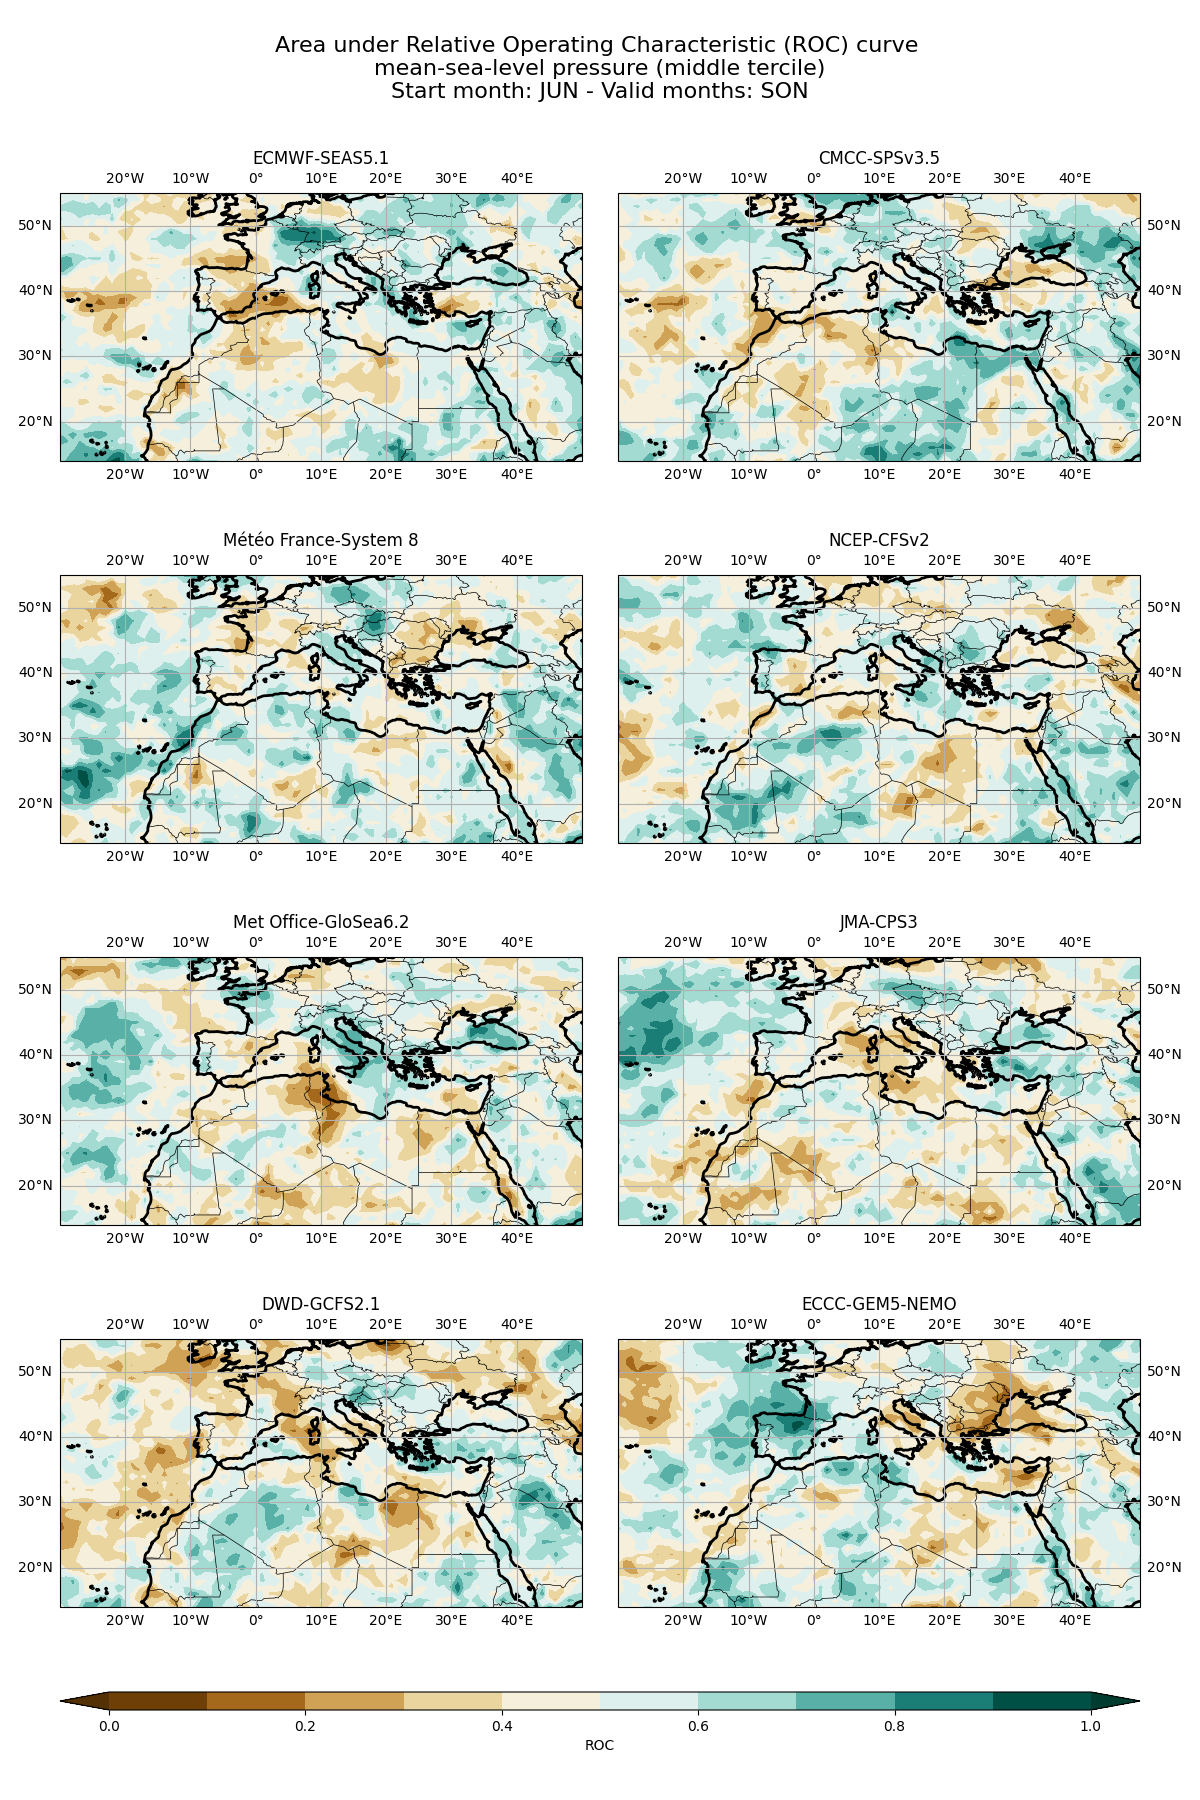 Area under Relative Operating Characteristic (ROC) curve
mean-sea-level pressure (middle tercile)
Start month: JUN - Valid months: SON
ECMWF-SEAS5.1
20°W 10°W 0° 10°E 20°E 30°E 40°E
50°N
40°N
30°N
20°N
20°W 10°W 0° 10°E 20°E 30°E 40°E
CMCC-SPSv3.5
20°W 10°W 0° 10°E 20°E 30°E 40°E
50°N
40°N
30°N
20°N
20°W 10°W 0° 10°E 20°E 30°E 40°E
Météo France-System 8
20°W 10°W 0° 10°E 20°E 30°E 40°E
50°N
40°N
30°N
20°N
20°W 10°W 0° 10°E 20°E 30°E 40°E
NCEP-CFSv2
20°W 10°W 0° 10°E 20°E 30°E 40°E
50°N
40°N
30°N
20°N
20°W 10°W 0° 10°E 20°E 30°E 40°E
Met Office-GloSea6.2
20°W 10°W 0° 10°E 20°E 30°E 40°E
50°N
40°N
30°N
20°N
20°W 10°W 0° 10°E 20°E 30°E 40°E
JMA-CPS3
20°W 10°W 0° 10°E 20°E 30°E 40°E
50°N
40°N
30°N
20°N
20°W 10°W 0° 10°E 20°E 30°E 40°E
DWD-GCFS2.1
20°W 10°W 0° 10°E 20°E 30°E 40°E
50°N
40°N
30°N
20°N
20°W 10°W 0° 10°E 20°E 30°E 40°E
ECCC-GEM5-NEMO
20°W 10°W 0° 10°E 20°E 30°E 40°E
50°N
40°N
30°N
20°N
20°W 10°W 0° 10°E 20°E 30°E 40°E
0.0 0.2 0.4 0.6 0.8 1.0
ROC